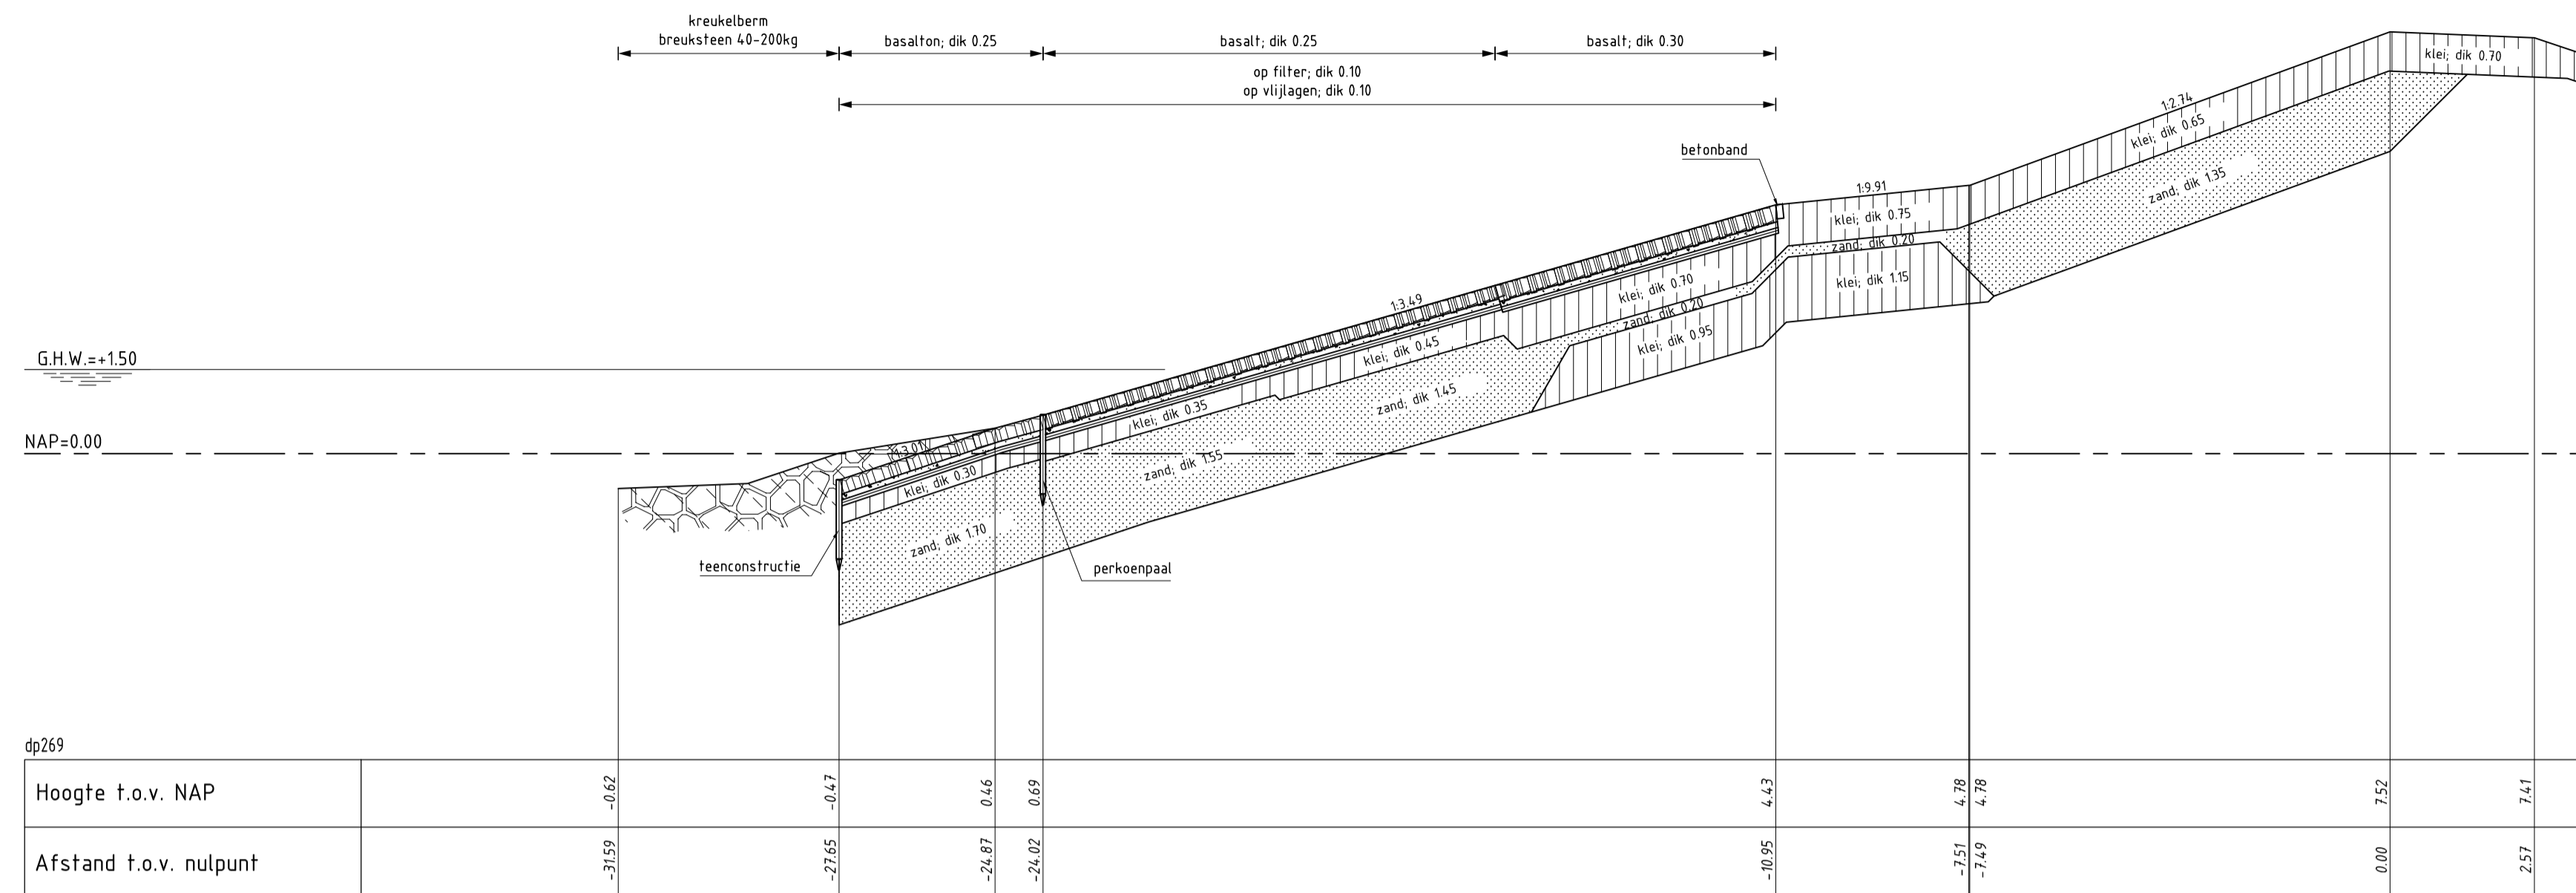 kreukelberm
breuksteen 40-200kg
basalton; dik 0.25
basalt; dik 0.25
basalt; dik 0.30
op filter; dik 0.10
op vlijlagen; dik 0.10
klei; dik 0.70
1:2.74
klei; dik 0.65
zand; dik 1.35
betonband
1:9.91
klei; dik 0.75
zand; dik 0.20
klei; dik 1.15
1:3.49
klei; dik 0.70
zand; dik 0.20
klei; dik 0.95
klei; dik 0.45
zand; dik 1.45
G.H.W.=+1.50
klei; dik 0.35
NAP=0.00
1:3.01
zand; dik 1.55
klei; dik 0.30
zand; dik 1.70
teenconstructie
perkoenpaal
dp269
Hoogte t.o.v. NAP
-0.62
-0.47
0.46
0.69
4.43
4.78
4.78
7.52
7.41
Afstand t.o.v. nulpunt
-31.59
-27.65
-24.87
-24.02
-10.95
-7.51
-7.49
0.00
2.57